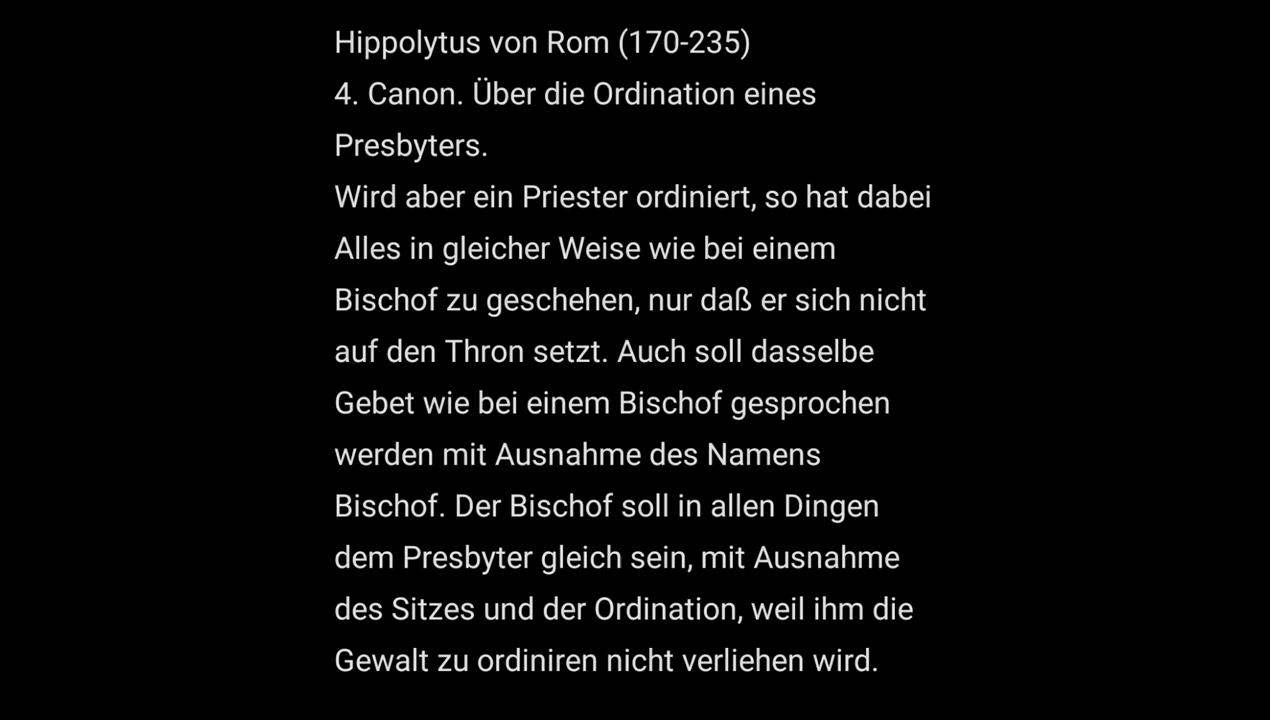 Hippolytus von Rom (170-235)
4. Canon. Über die Ordination eines
Presbyters.
Wird aber ein Priester ordiniert, so hat dabei
Alles in gleicher Weise wie bei einem
Bischof zu geschehen, nur daß er sich nicht
auf den Thron setzt. Auch soll dasselbe
Gebet wie bei einem Bischof gesprochen
werden mit Ausnahme des Namens
Bischof. Der Bischof soll in allen Dingen
dem Presbyter gleich sein, mit Ausnahme
des Sitzes und der Ordination, weil ihm die
Gewalt zu ordiniren nicht verliehen wird.